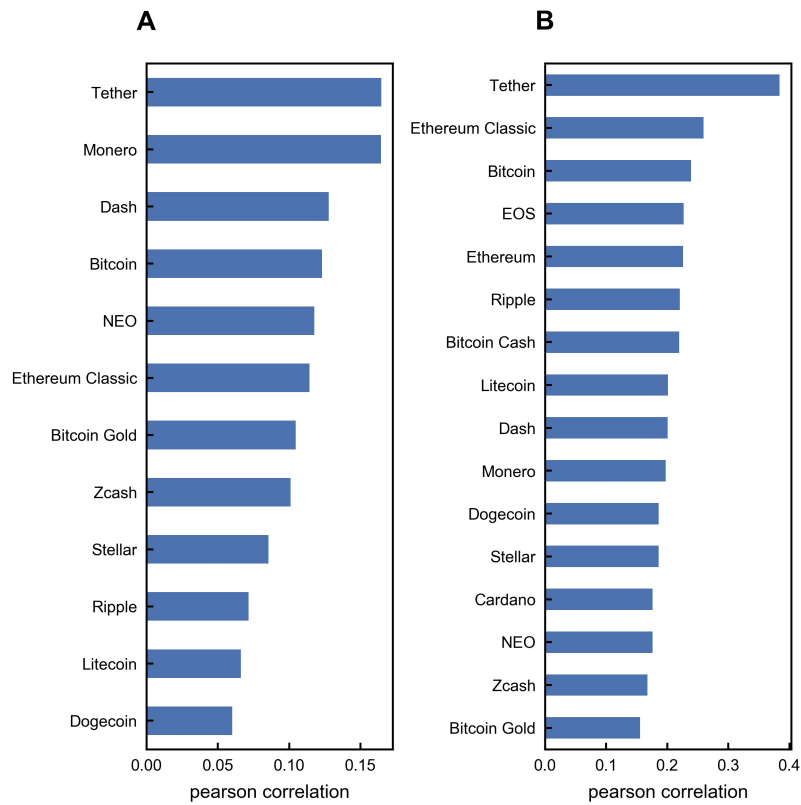 A
Tether
Monero
Dash
Bitcoin
NEO
Ethereum Classic
Bitcoin Gold
Zcash
Stellar
Ripple
Litecoin
Dogecoin
0.00 0.05 0.10 0.15
pearson correlation
B
Tether
Ethereum Classic
Bitcoin
EOS
Ethereum
Ripple
Bitcoin Cash
Litecoin
Dash
Monero
Dogecoin
Stellar
Cardano
NEO
Zcash
Bitcoin Gold
0.0 0.1 0.2 0.3 0.4
pearson correlation